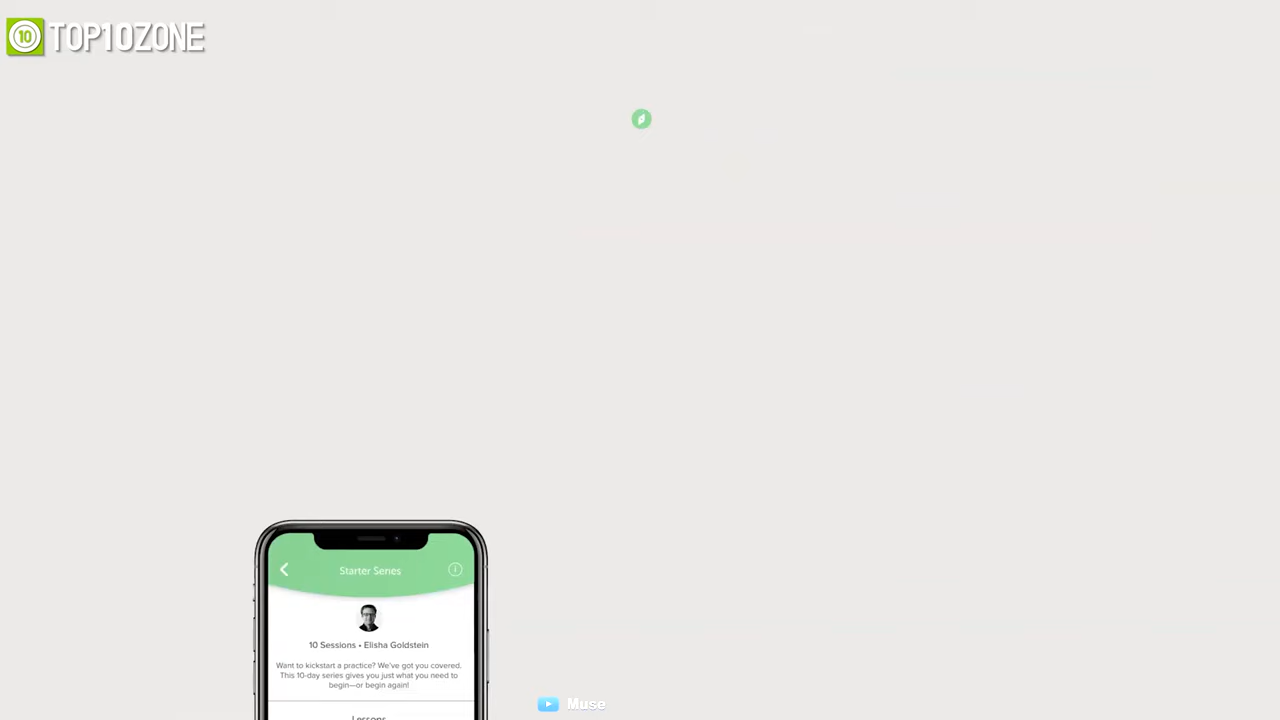 10 TOP10ZONE
Starter Series
10 Sessions • Elisha Goldstein
Want to kickstart a practice? We've got you covered.
This 10-day series gives you just what you need to
begin—or begin again!
Lessons
Muse